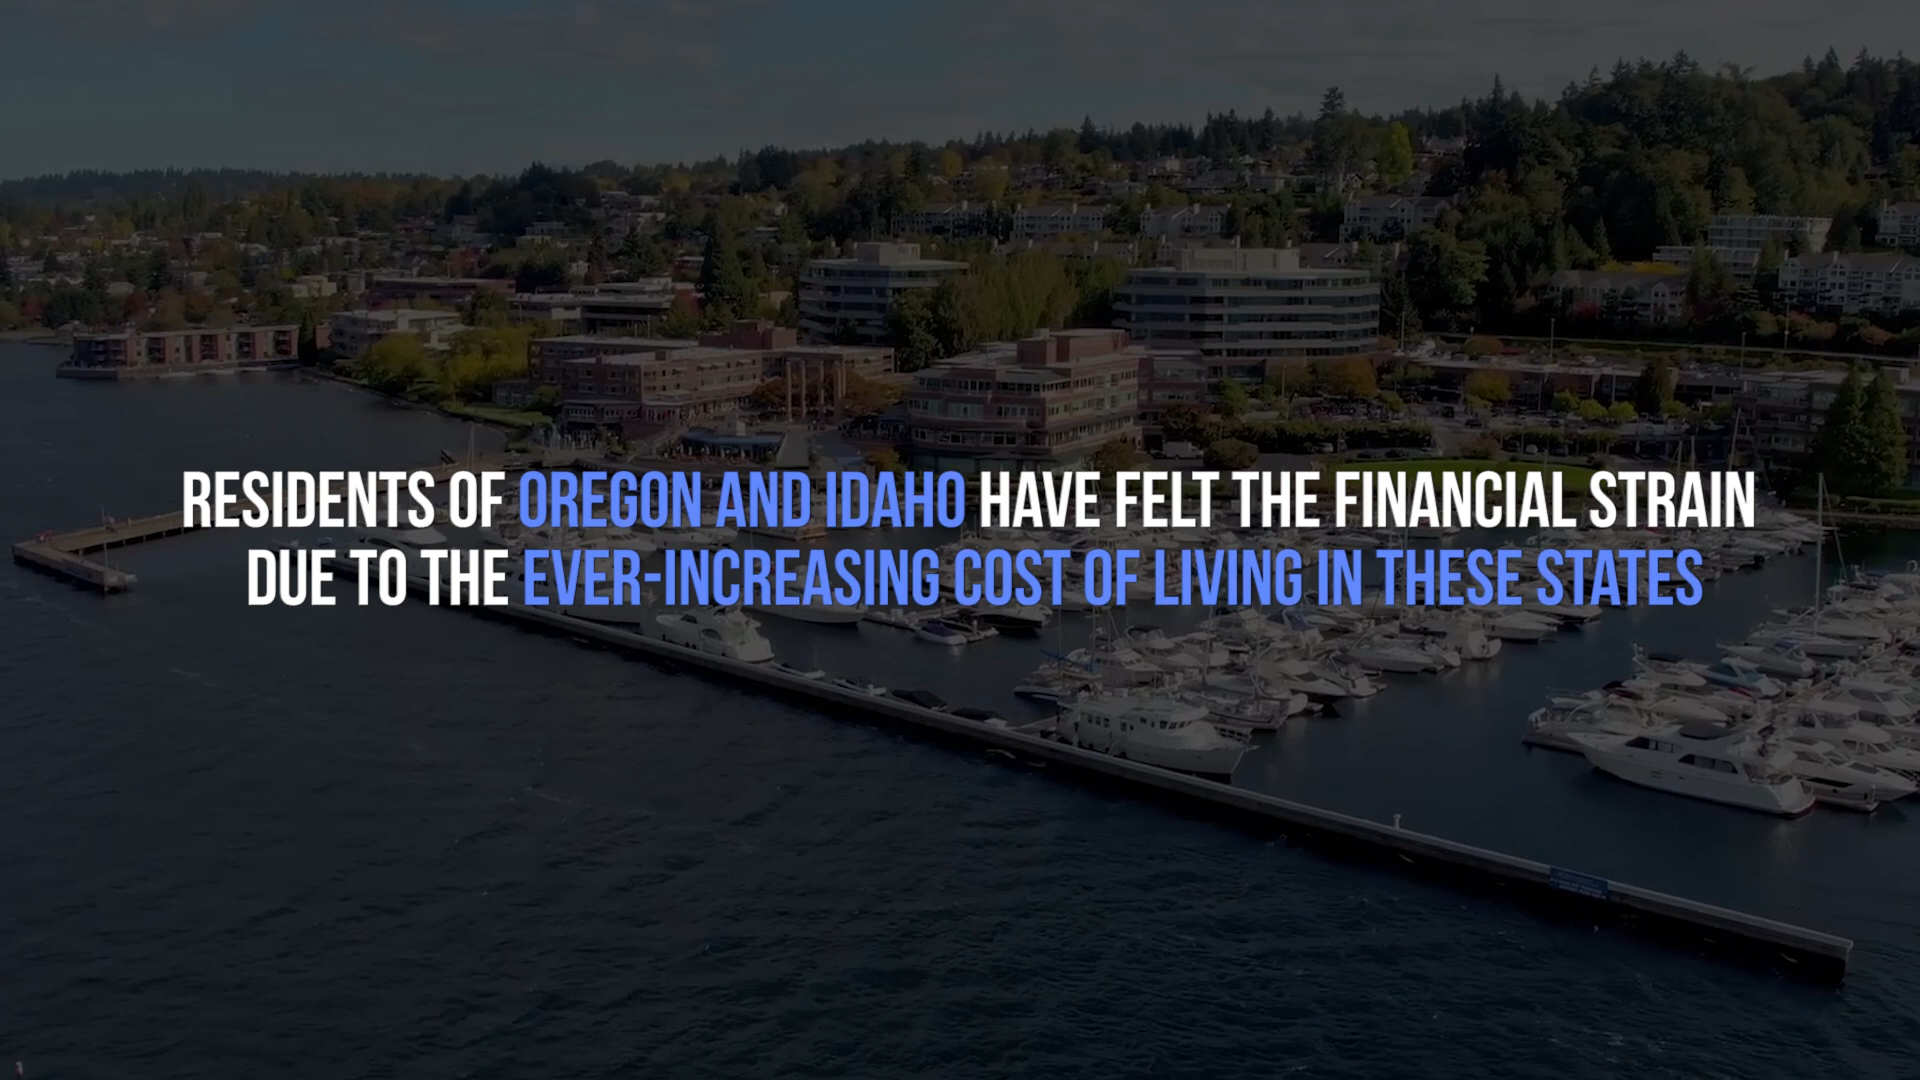 RESIDENTS OF OREGON AND IDAHO HAVE FELT THE FINANCIAL STRAIN
DUE TO THE EVER-INCREASING COST OF LIVING IN THESE STATES